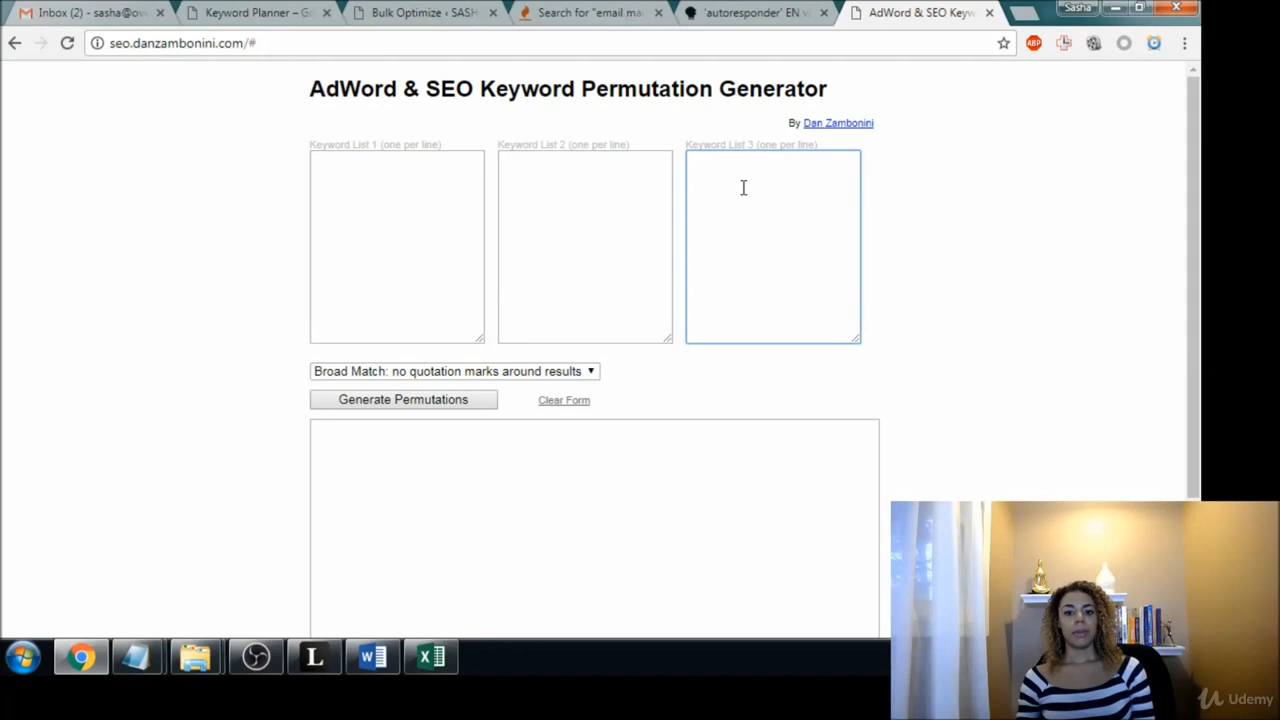 Inbox (2) - sasha@ov
Keyword Planner – G
Bulk Optimize ‹ SASH
Search for "email ma
'autoresponder' EN v
AdWord & SEO Keyw
Sasha
seo.danzambonini.com/#
ABP
AdWord & SEO Keyword Permutation Generator
By Dan Zambonini
Keyword List 1 (one per line)
Keyword List 2 (one per line)
Keyword List 3 (one per line)
Broad Match: no quotation marks around results
Generate Permutations
Clear Form
L
W
X
Udemy